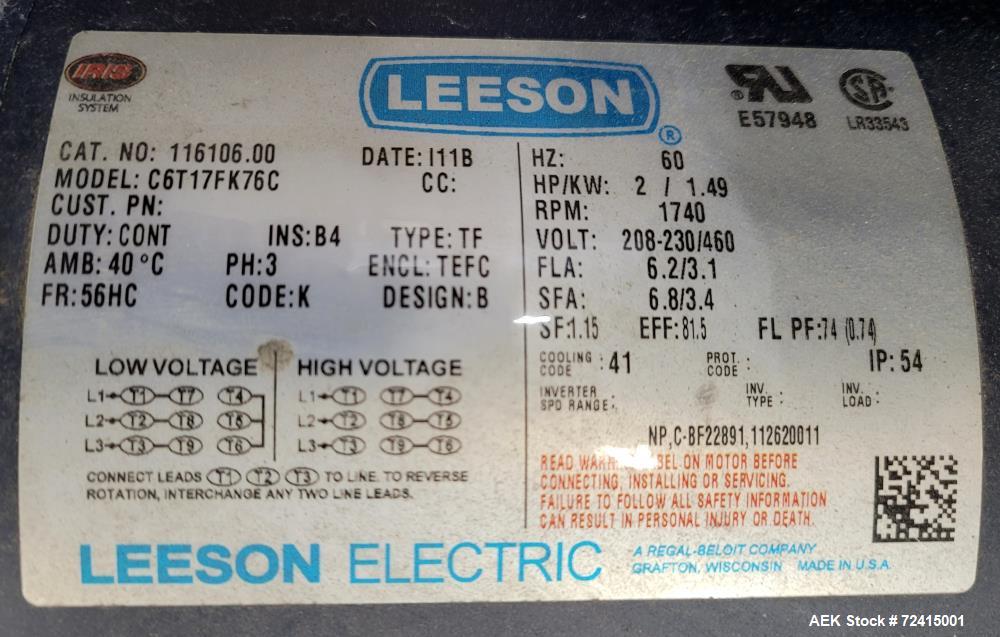 IRIS
INSULATION
SYSTEM
LEESON
®
E57948
LR33543
CAT. NO: 116106.00 DATE: I11B
MODEL: C6T17FK76C CC:
CUST. PN:
DUTY: CONT INS: B4 TYPE: TF
AMB: 40°C PH: 3 ENCL: TEFC
FR: 56HC CODE: K DESIGN: B
HZ: 60
HP/KW: 2 / 1.49
RPM: 1740
VOLT: 208-230/460
FLA: 6.2/3.1
SFA: 6.8/3.4
SF: 1.15 EFF: 81.5 FL PF: 74 (0.74)
COOLING CODE : 41 PROT. CODE : IP: 54
INVERTER SPD RANGE: INV. TYPE : INV. LOAD :
NP,C-BF22891,112620011
LOW VOLTAGE HIGH VOLTAGE
L1 T1 T7 T4 L1 T1 T7 T4
L2 T2 T8 T5 L2 T2 T8 T5
L3 T3 T9 T6 L3 T3 T9 T6
CONNECT LEADS T1 T2 T3 TO LINE. TO REVERSE
ROTATION, INTERCHANGE ANY TWO LINE LEADS.
READ ON MOTOR BEFORE
CONNECTING, INSTALLING OR SERVICING.
FAILURE TO FOLLOW ALL SAFETY INFORMATION
CAN RESULT IN PERSONAL INJURY OR DEATH.
LEESON ELECTRIC
A REGAL-BELOIT COMPANY
GRAFTON, WISCONSIN MADE IN U.S.A.
AEK Stock # 72415001